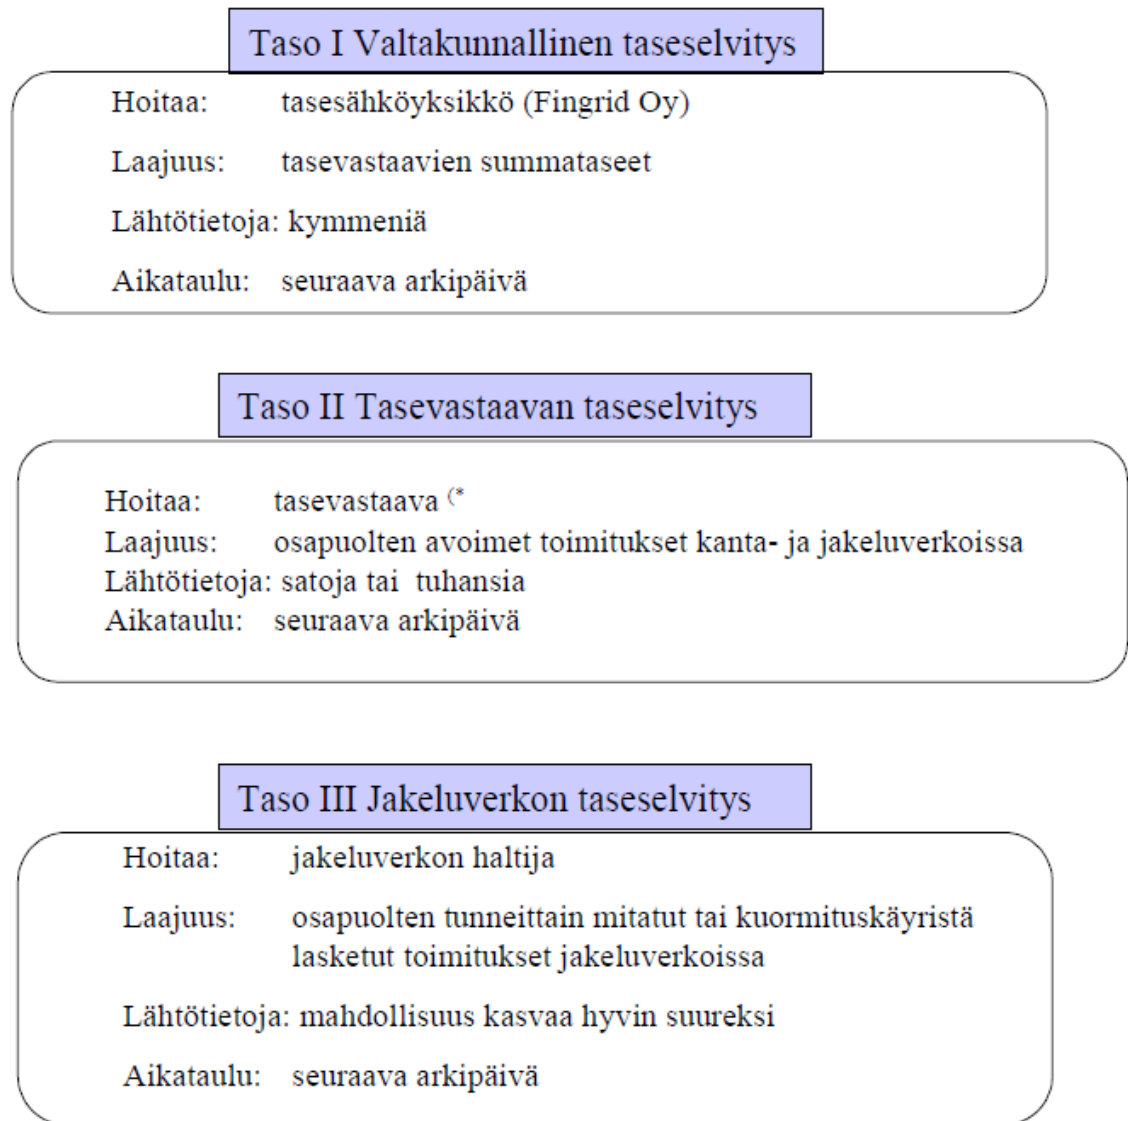 Taso I Valtakunnallinen taseselvitys
Hoitaa: tasesähköyksikkö (Fingrid Oy)
Laajuus: tasevastaavien summataseet
Lähtötietoja: kymmeniä
Aikataulu: seuraava arkipäivä
Taso II Tasevastaavan taseselvitys
Hoitaa: tasevastaava (*
Laajuus: osapuolten avoimet toimitukset kanta- ja jakeluverkoissa
Lähtötietoja: satoja tai tuhansia
Aikataulu: seuraava arkipäivä
Taso III Jakeluverkon taseselvitys
Hoitaa: jakeluverkon haltija
Laajuus: osapuolten tunneittain mitatut tai kuormituskäyristä
lasketut toimitukset jakeluverkoissa
Lähtötietoja: mahdollisuus kasvaa hyvin suureksi
Aikataulu: seuraava arkipäivä